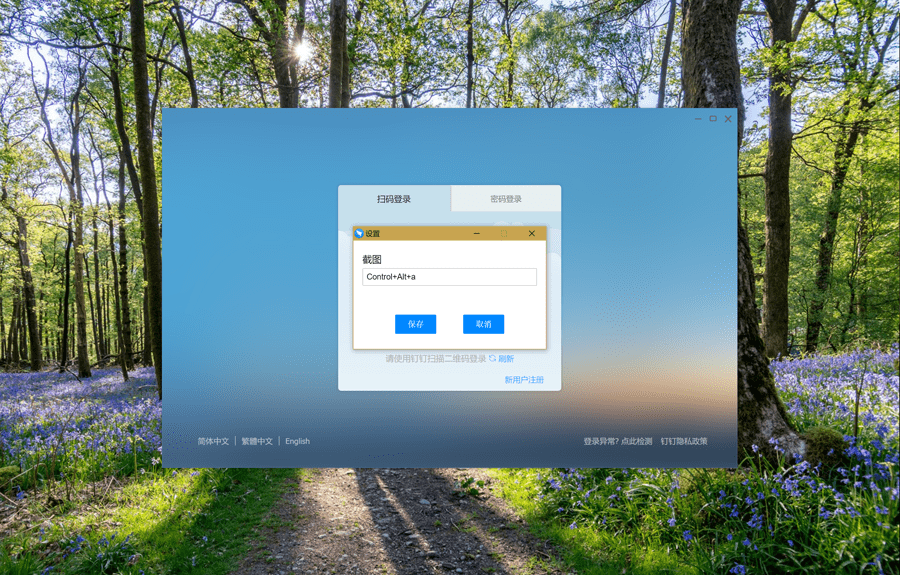 扫码登录
密码登录
设置
截图
Control+Alt+a
保存
取消
请使用钉钉扫描二维码登录 刷新
新用户注册
简体中文 | 繁體中文 | English
登录异常? 点此检测 钉钉隐私政策